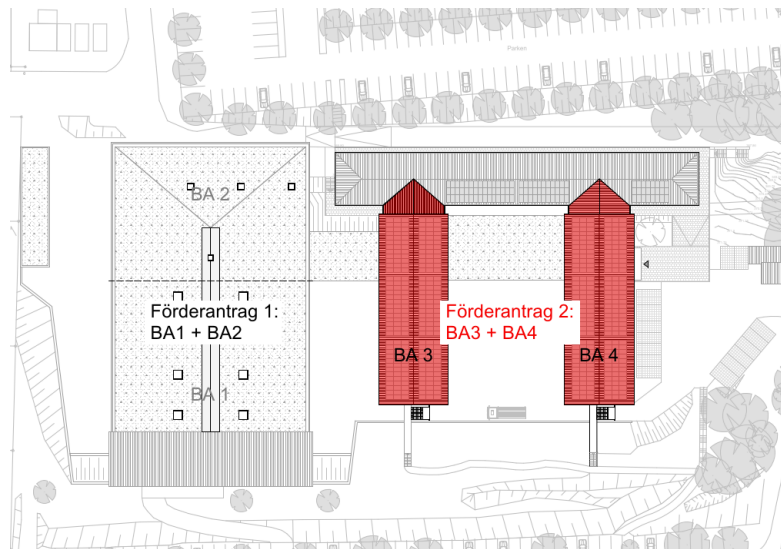 Parken
BA 2
Förderantrag 1:
BA1 + BA2
Förderantrag 2:
BA3 + BA4
BA 3
BA 4
BA 1